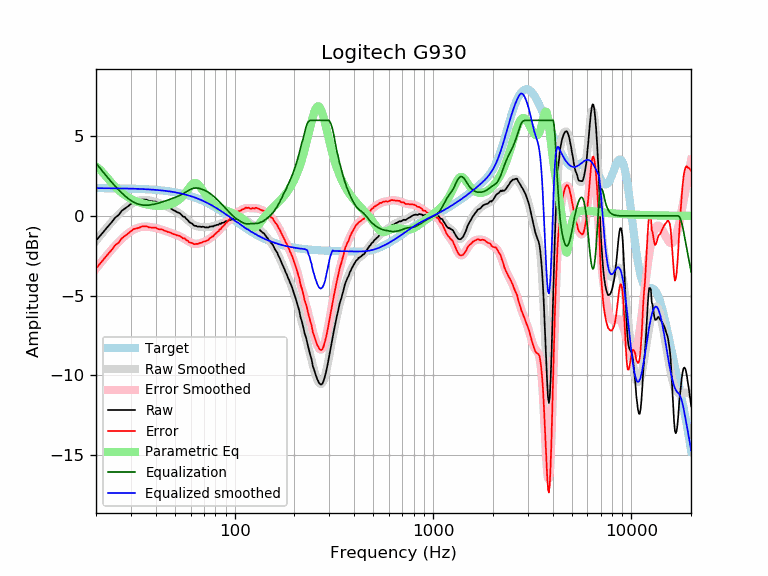 Logitech G930
Amplitude (dBr)
5
0
−5
−10
−15
Target
Raw Smoothed
Error Smoothed
Raw
Error
Parametric Eq
Equalization
Equalized smoothed
100
1000
10000
Frequency (Hz)